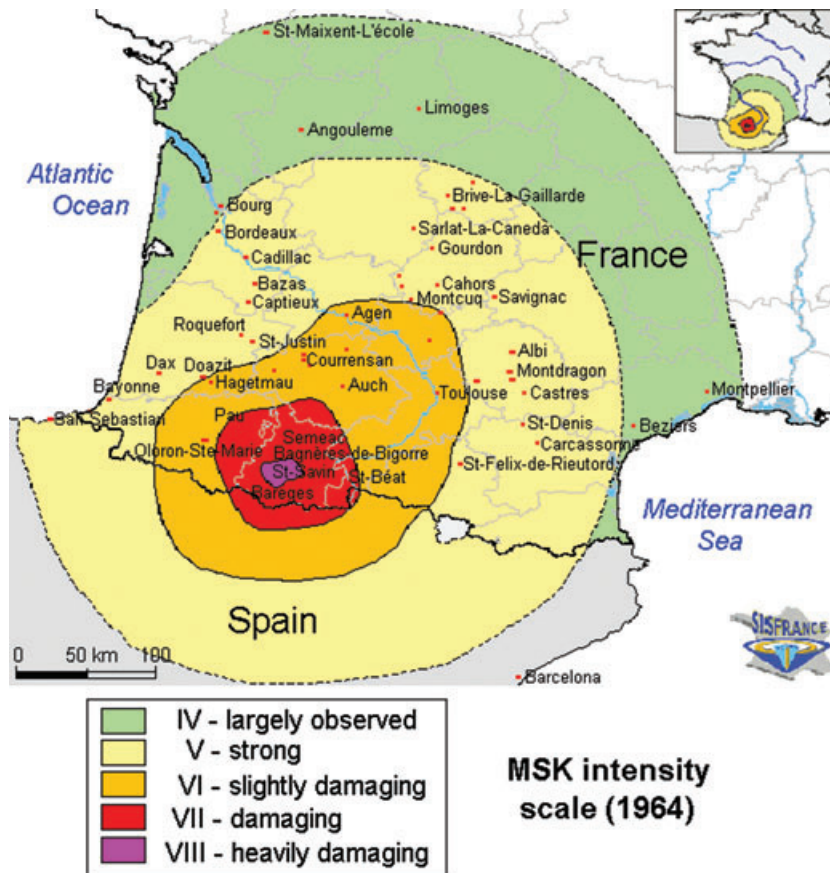 St-Maixent-L'école
Limoges
Angouleme
Atlantic
Ocean
Brive-La-Gaillarde
Bourg
Bordeaux
Sarlat-La-Caneda
Gourdon
France
Cadillac
Bazas
Cahors
Captieux
Montcuq
Savignac
Agen
Roquefort
St-Justin
Albi
Courrensan
Mondragon
Dax
Doazit
Hagetmau
Auch
Toulouse
Castres
Montpellier
Bayonne
San Sebastian
Pau
St-Denis
Beziers
Semeac
Carcassonne
Oloron-Ste-Marie
Bagnères-de-Bigorre
St-Savin
St-Béat
St-Felix-de-Rieutord
Bareges
Mediterranean
Sea
Spain
SISFRANCE
0 50 km 100
Barcelona
IV - largely observed
V - strong
VI - slightly damaging
VII - damaging
VIII - heavily damaging
MSK intensity
scale (1964)